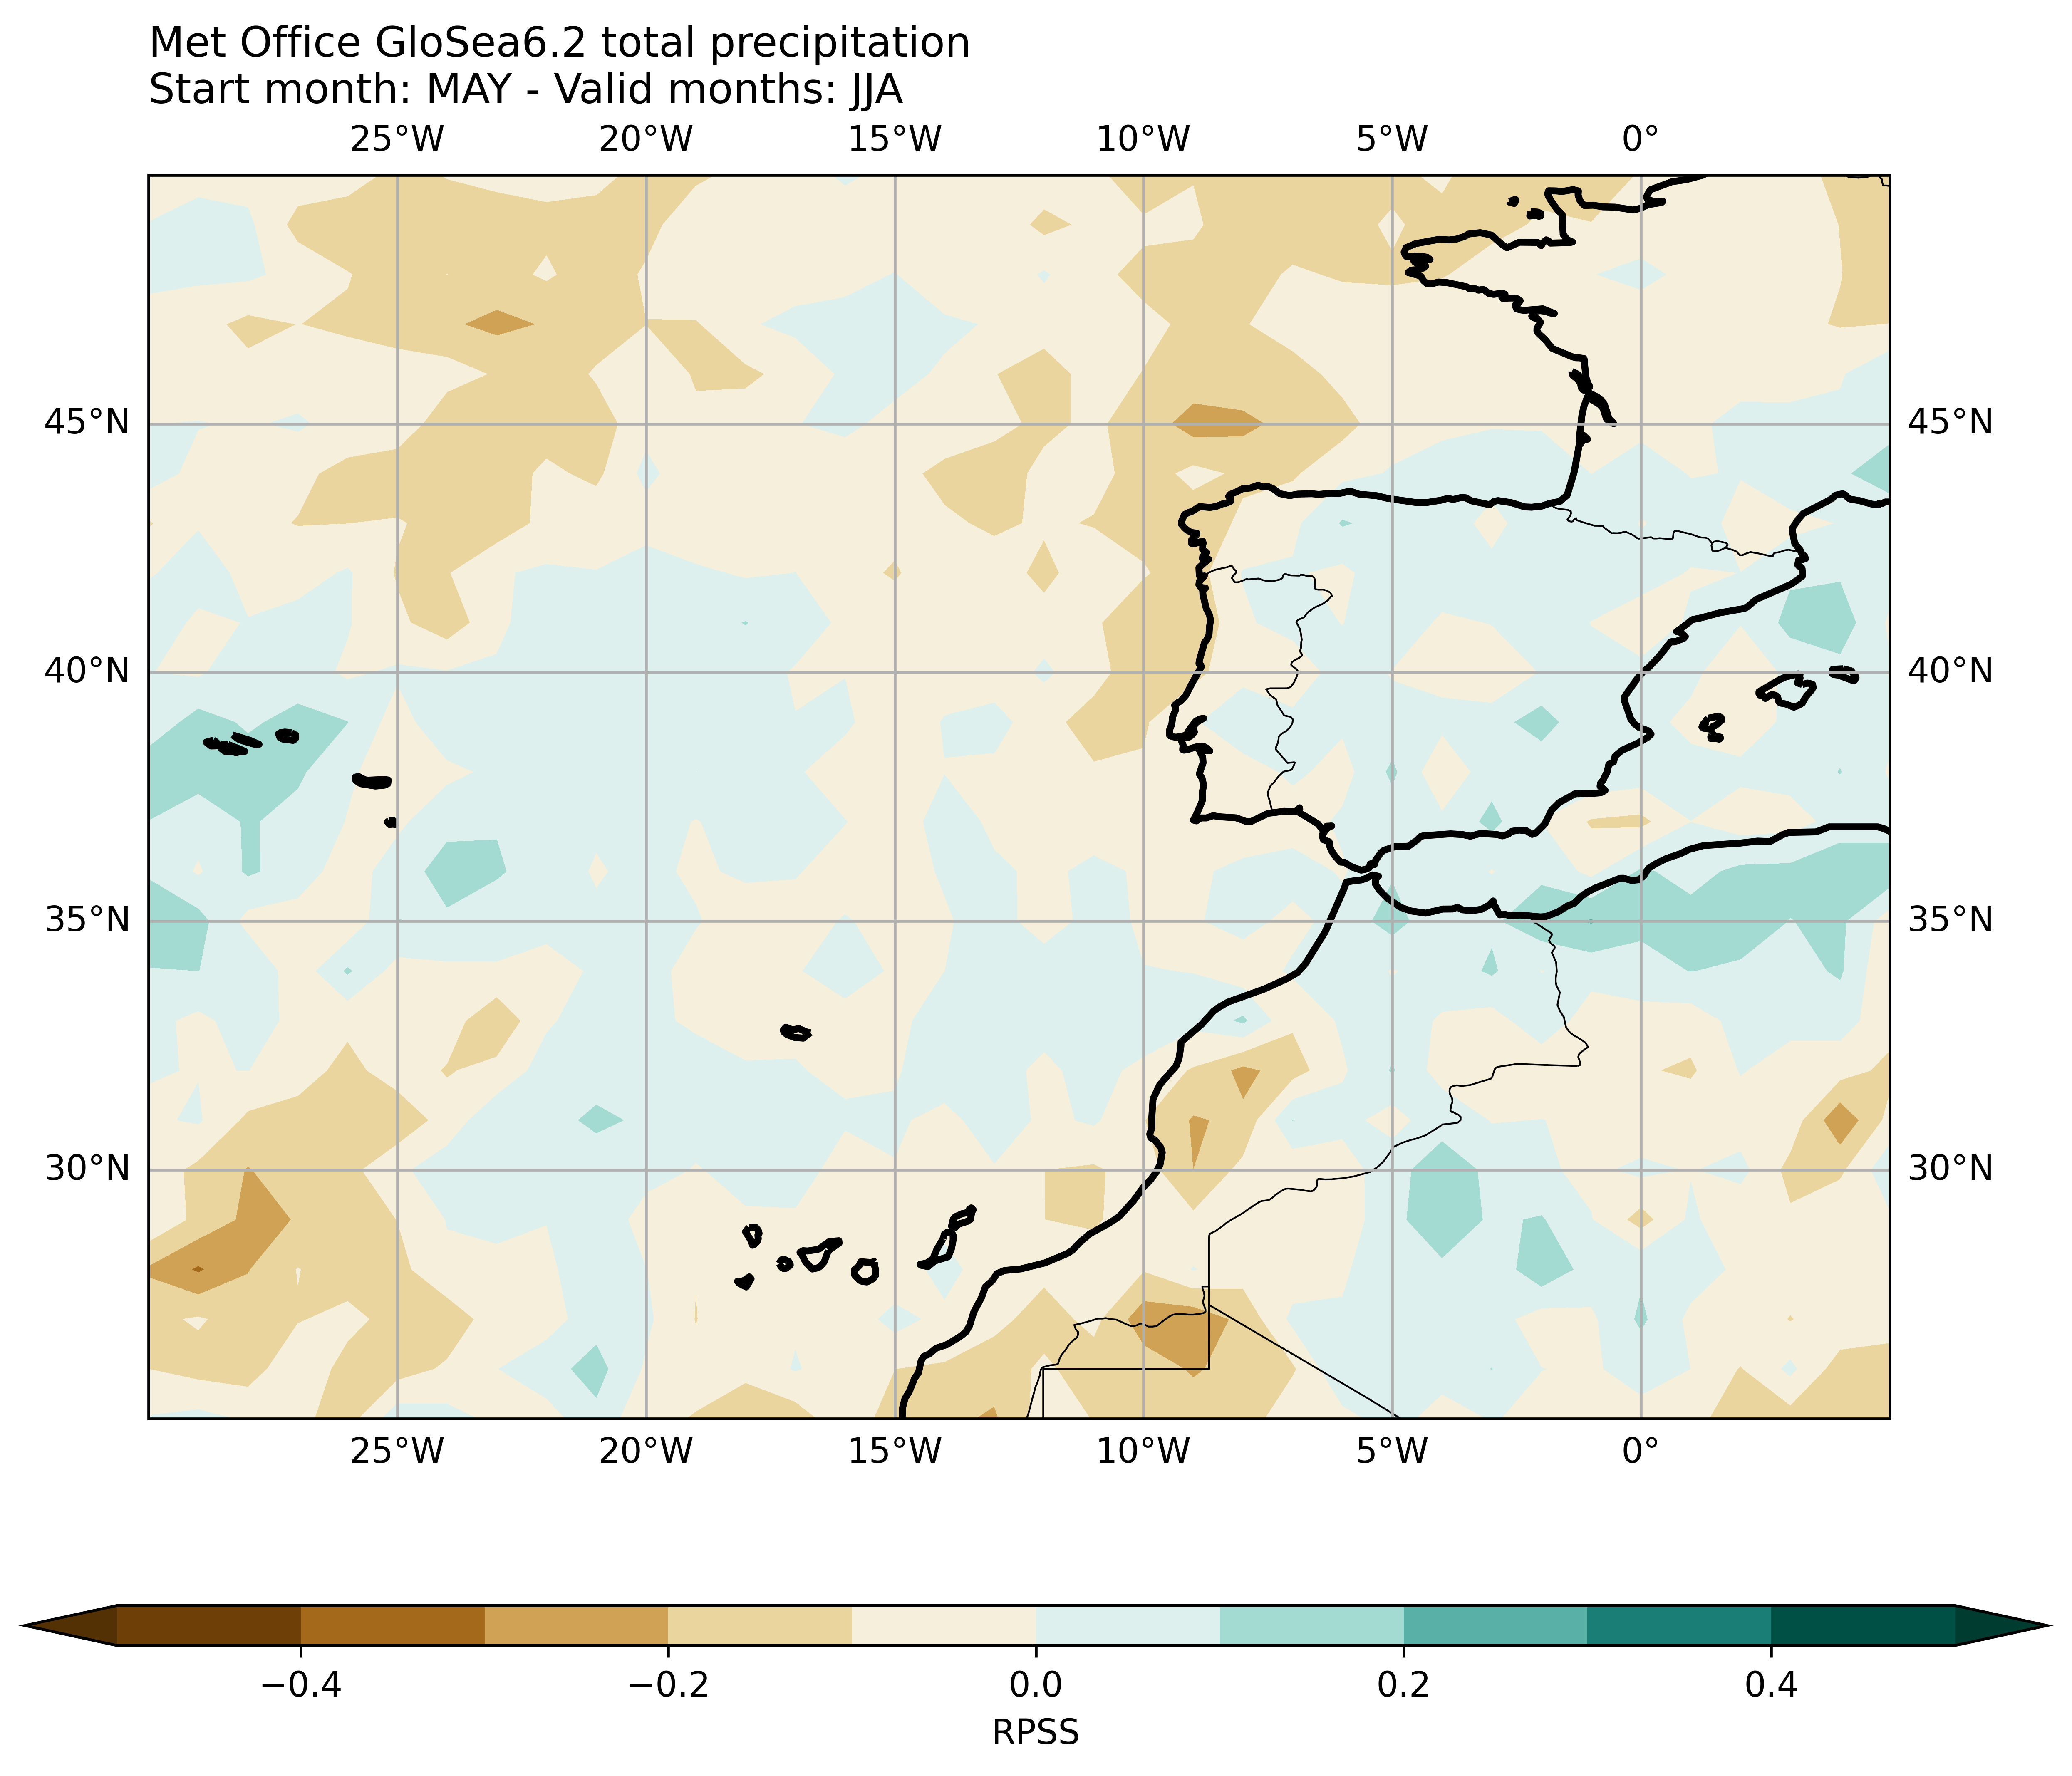 Met Office GloSea6.2 total precipitation
Start month: MAY - Valid months: JJA
25°W 20°W 15°W 10°W 5°W 0°
45°N 45°N
40°N 40°N
35°N 35°N
30°N 30°N
25°W 20°W 15°W 10°W 5°W 0°
−0.4 −0.2 0.0 0.2 0.4
RPSS